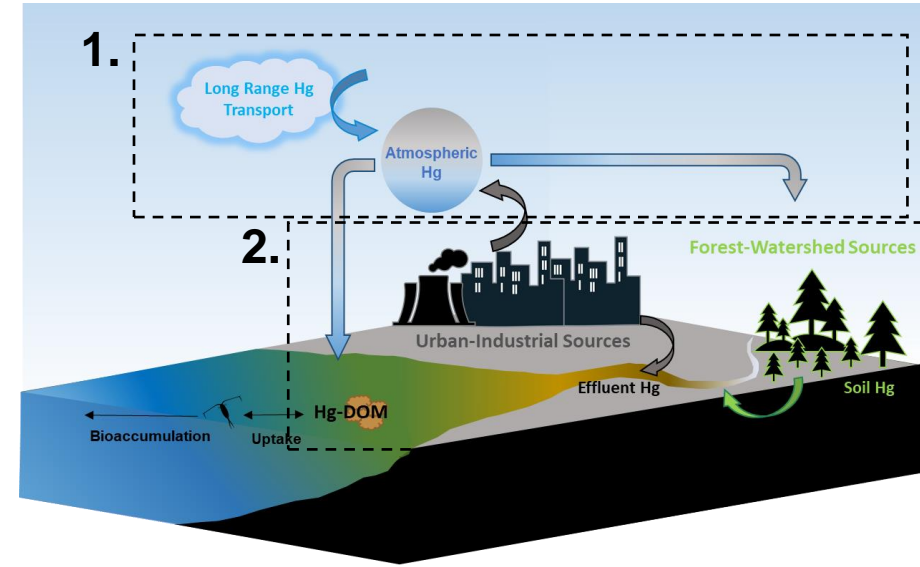 1.
Long Range Hg
Transport
Atmospheric
Hg
2.
Forest-Watershed Sources
Urban-Industrial Sources
Effluent Hg
Soil Hg
Hg-DOM
Bioaccumulation
Uptake